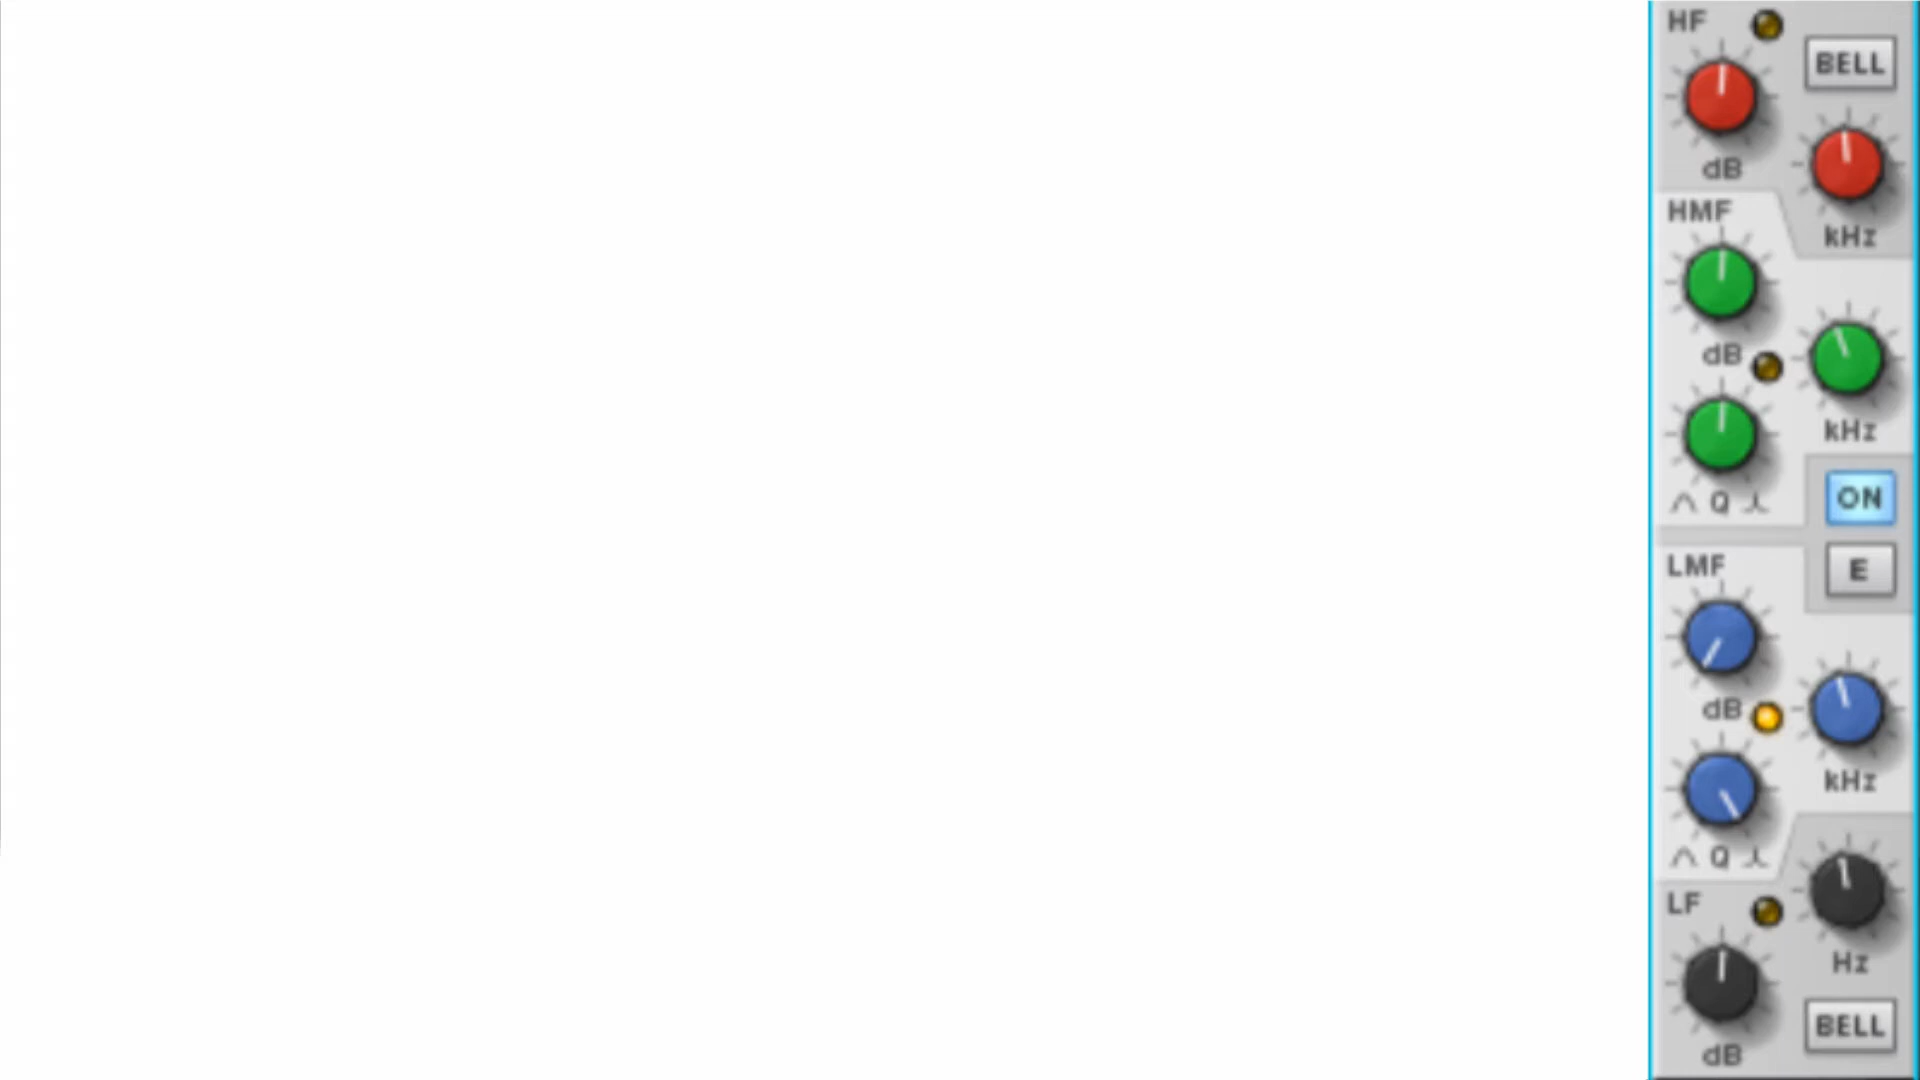 HF
BELL
dB
HMF
kHz
dB
kHz
Q
ON
LMF
E
dB
kHz
Q
LF
Hz
BELL
dB